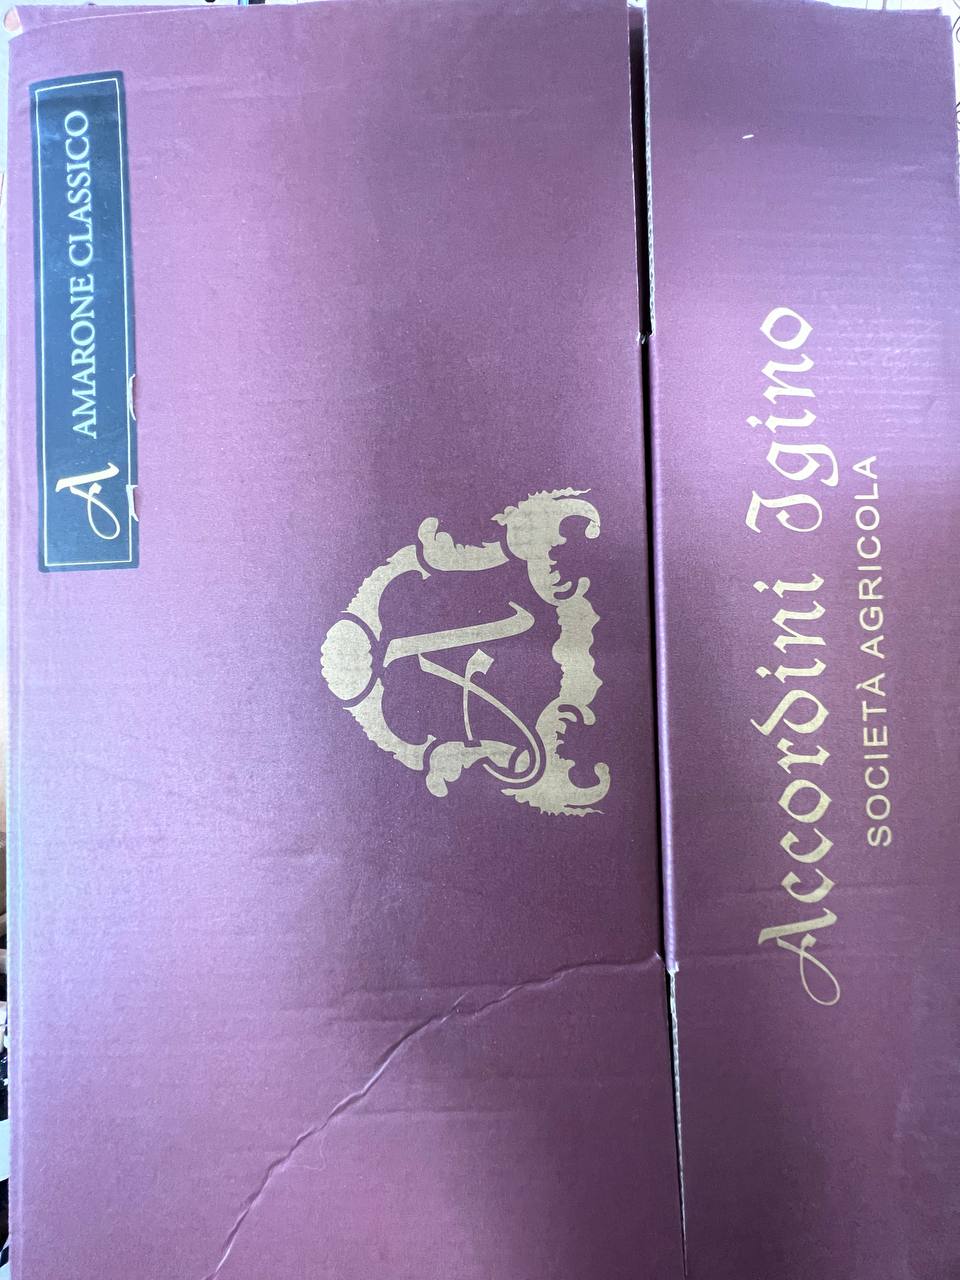 A AMARONE CLASSICO
A
Accordini Igino
SOCIETÀ AGRICOLA